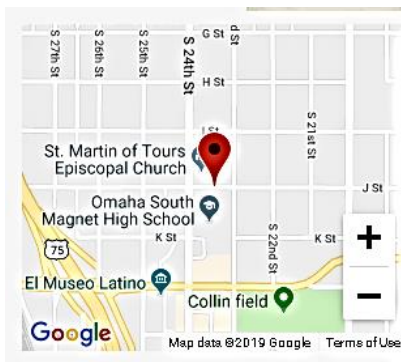 S 27th St
S 26th St
S 25th St
S 24th St
d St
G St
H St
I St
S 21st St
St. Martin of Tours
Episcopal Church
J St
Omaha South
Magnet High School
K St
K St
S 22nd St
75
El Museo Latino
Collin field
+
−
Google
Map data ©2019 Google
Terms of Use